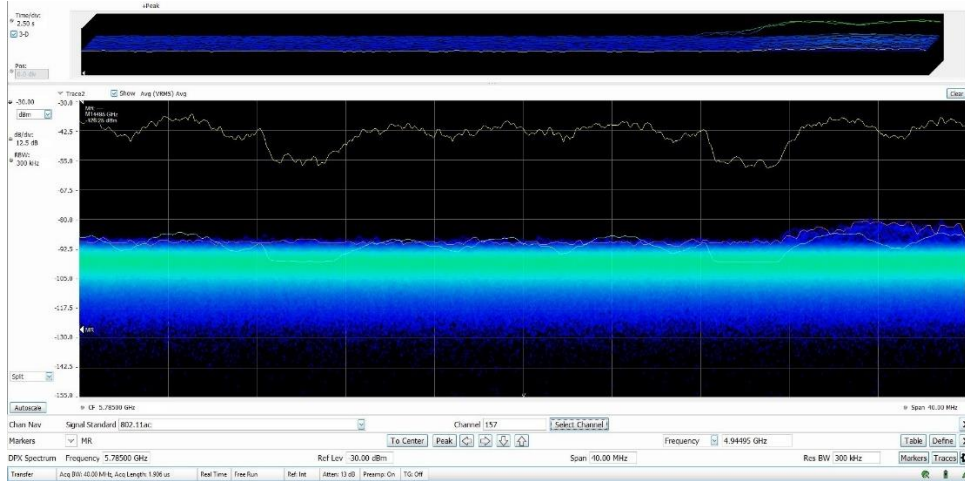 +Peak
Time/div:
2.50 s
3-D
Pos:
Trace2 Show Avg (VRMS) Avg Clear
-30.00
dBm
dB/div:
12.5 dB
RBW:
300 kHz
-30.0
-42.5
-55.0
-67.5
-80.0
-92.5
-105.0
-117.5
-130.0
-142.5
-155.0
MR
Split
Autoscale CF 5.78500 GHz Span 40.00 MHz
Chan Nav Signal Standard 802.11ac Channel 157 Select Channel
Markers MR To Center Peak Frequency 4.94495 GHz Table Define
DPX Spectrum Frequency 5.78500 GHz Ref Lev -30.00 dBm Span 40.00 MHz Res BW 300 kHz Markers Traces
Transfer Acq BW: 40.00 MHz, Acq Length: 1.906 us Real Time Free Run Ref: Int Atten: 13 dB Preamp: On TG: Off